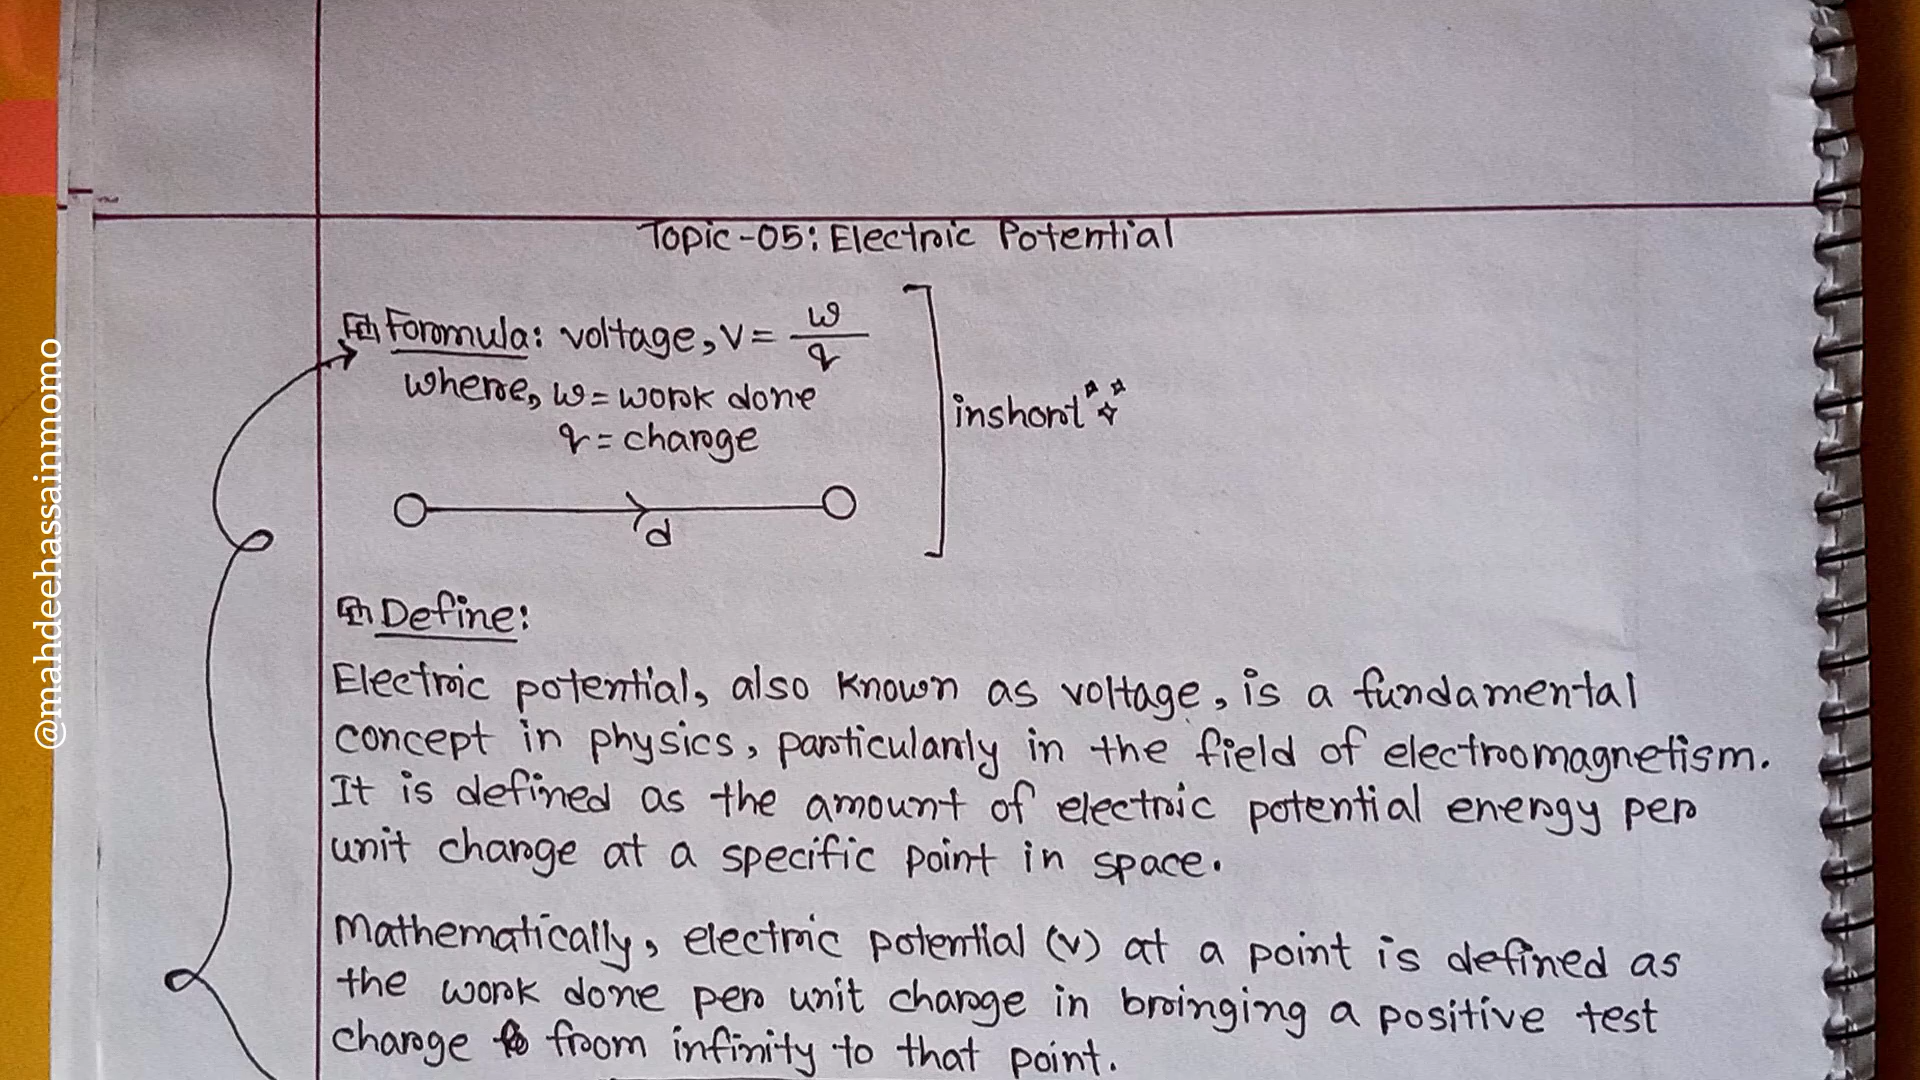 Topic-05: Electric Potential
Formula: voltage, V = w/q
where, w = work done
q = charge
inshort
d
Define:
Electric potential, also known as voltage, is a fundamental
concept in physics, particularly in the field of electromagnetism.
It is defined as the amount of electric potential energy per
unit charge at a specific point in space.
Mathematically, electric potential (v) at a point is defined as
the work done per unit charge in bringing a positive test
charge from infinity to that point.
@mahdeehassainmomo